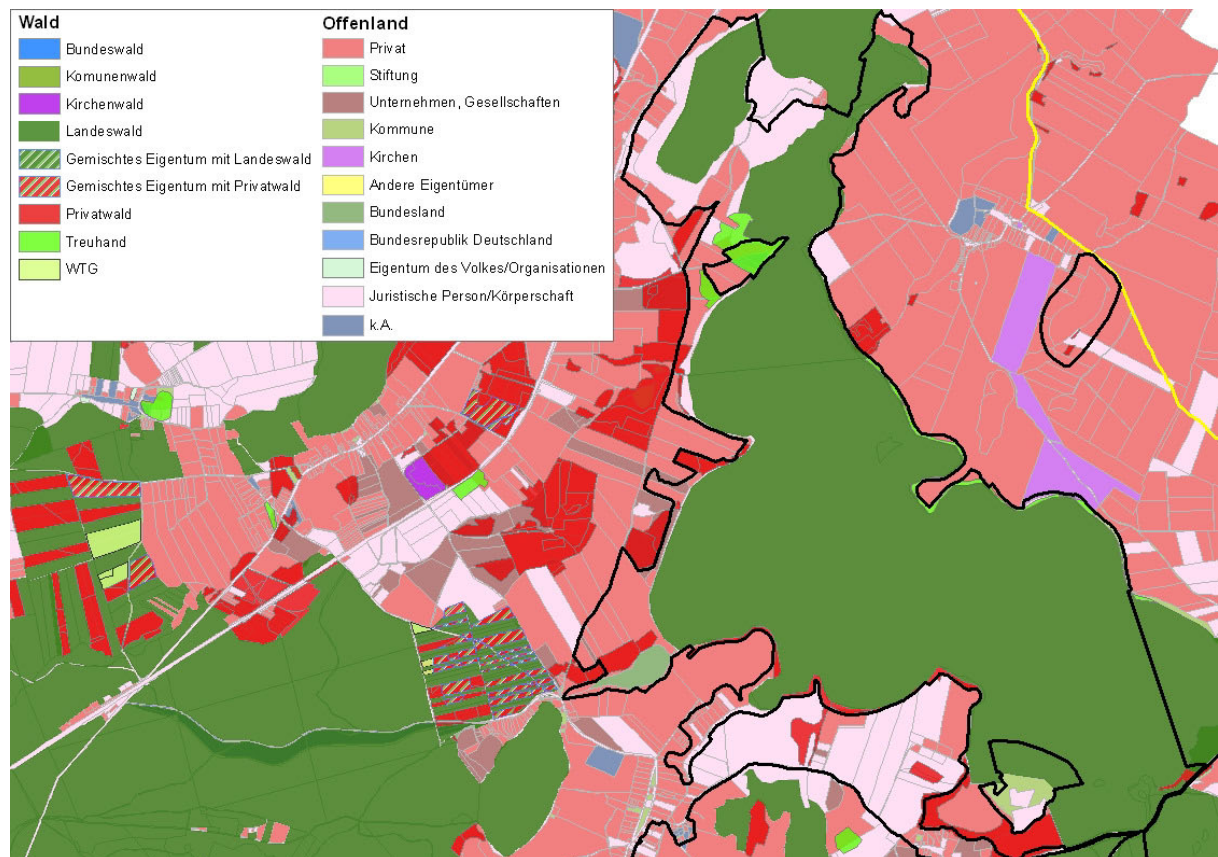 Wald
Bundeswald
Komunenwald
Kirchenwald
Landeswald
Gemischtes Eigentum mit Landeswald
Gemischtes Eigentum mit Privatwald
Privatwald
Treuhand
WTG
Offenland
Privat
Stiftung
Unternehmen, Gesellschaften
Kommune
Kirchen
Andere Eigentümer
Bundesland
Bundesrepublik Deutschland
Eigentum des Volkes/Organisationen
Juristische Person/Körperschaft
k.A.